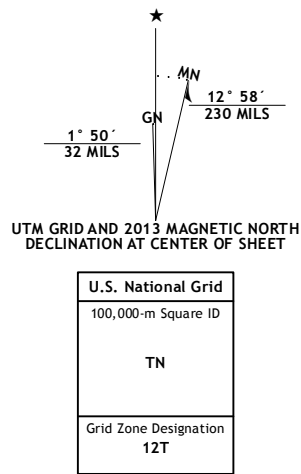 ★
MN
GN
12° 58´
230 MILS
1° 50´
32 MILS
UTM GRID AND 2013 MAGNETIC NORTH
DECLINATION AT CENTER OF SHEET
U.S. National Grid
100,000-m Square ID
TN
Grid Zone Designation
12T